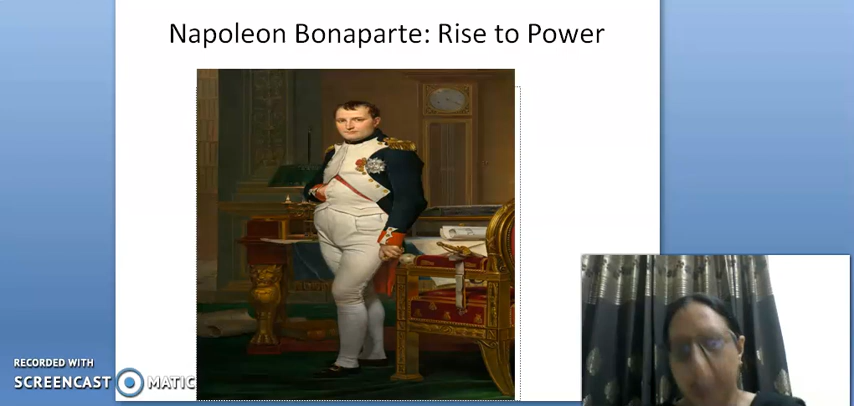 Napoleon Bonaparte: Rise to Power
RECORDED WITH
SCREENCAST MATIC